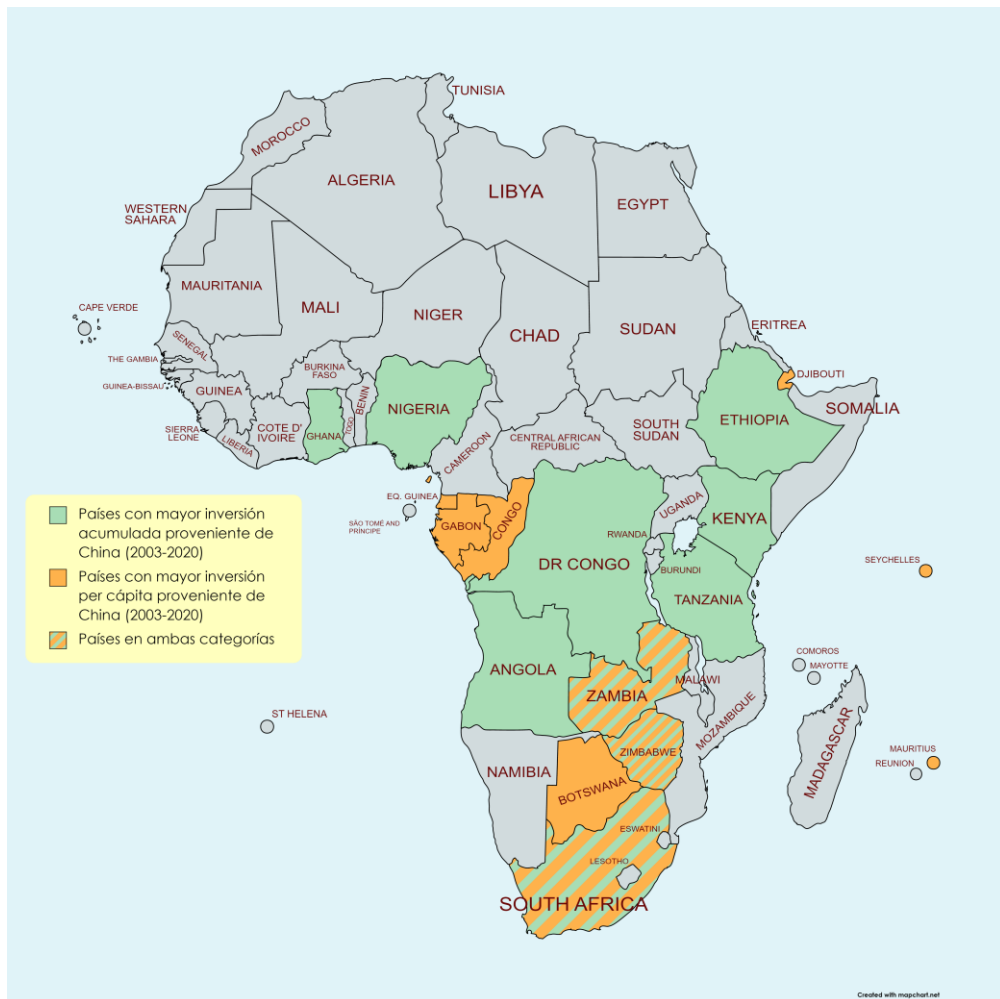 TUNISIA
MOROCCO
ALGERIA
LIBYA
EGYPT
WESTERN
SAHARA
MAURITANIA
MALI
NIGER
CHAD
SUDAN
ERITREA
CAPE VERDE
SENEGAL
THE GAMBIA
GUINEA-BISSAU
GUINEA
SIERRA
LEONE
LIBERIA
COTE D'
IVOIRE
BURKINA
FASO
GHANA
TOGO
BENIN
NIGERIA
CAMEROON
CENTRAL AFRICAN
REPUBLIC
SOUTH
SUDAN
ETHIOPIA
DJIBOUTI
SOMALIA
EQ. GUINEA
SÃO TOMÉ AND
PRÍNCIPE
GABON
CONGO
DR CONGO
UGANDA
KENYA
RWANDA
BURUNDI
TANZANIA
SEYCHELLES
Países con mayor inversión
acumulada proveniente de
China (2003-2020)
Países con mayor inversión
per cápita proveniente de
China (2003-2020)
Países en ambas categorías
ANGOLA
ZAMBIA
MALAWI
COMOROS
MAYOTTE
MOZAMBIQUE
MADAGASCAR
ST HELENA
ZIMBABWE
MAURITIUS
REUNION
NAMIBIA
BOTSWANA
ESWATINI
LESOTHO
SOUTH AFRICA
Created with mapchart.net